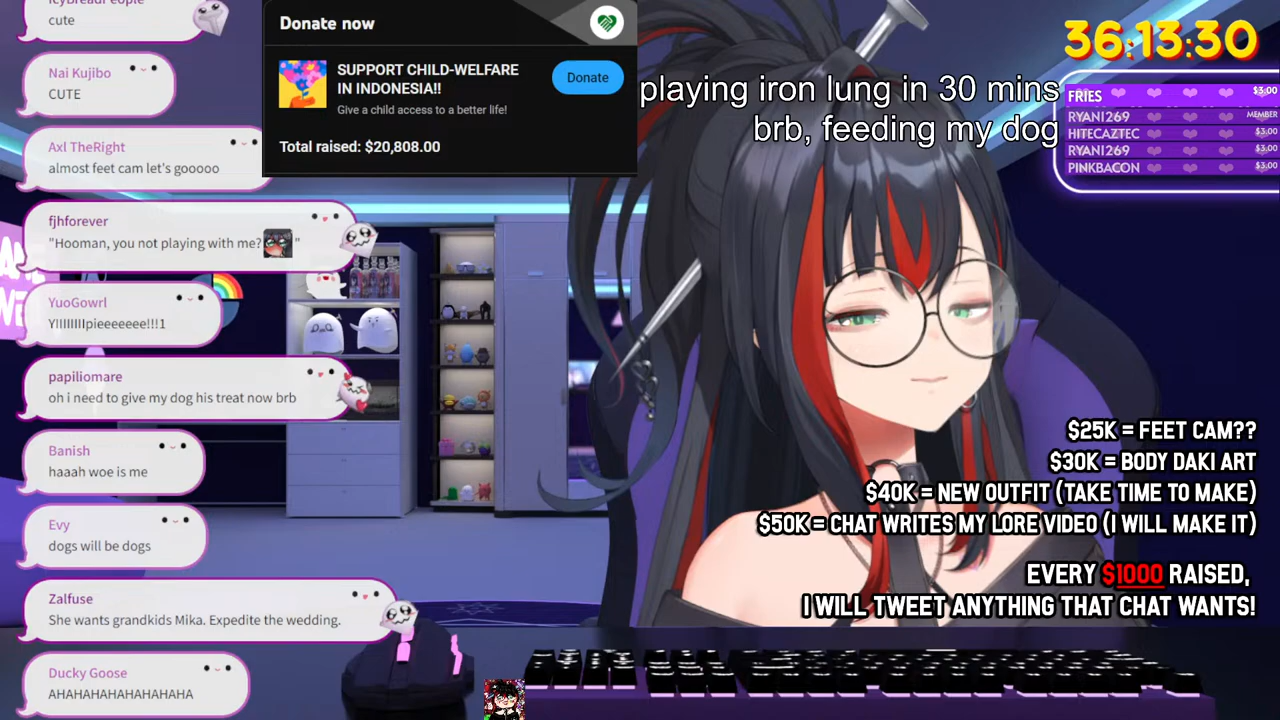 cute
Nai Kujibo
CUTE
Axl TheRight
almost feet cam let's gooooo
fjhforever
"Hooman, you not playing with me? "
YuoGowrl
YIIIIIIIIpieeeeeee!!!1
papiliomare
oh i need to give my dog his treat now brb
Banish
haaah woe is me
Evy
dogs will be dogs
Zalfuse
She wants grandkids Mika. Expedite the wedding.
Ducky Goose
AHAHAHAHAHAHAHAHA
Donate now
SUPPORT CHILD-WELFARE
IN INDONESIA!!
Donate
Give a child access to a better life!
Total raised: $20,808.00
playing iron lung in 30 mins
brb, feeding my dog
36:13:30
FRIES $3.00
RYAN1269 MEMBER
HITECAZTEC $3.00
RYAN1269 $3.00
PINKBACON $3.00
$25K = FEET CAM??
$30K = BODY DAKI ART
$40K = NEW OUTFIT (TAKE TIME TO MAKE)
$50K = CHAT WRITES MY LORE VIDEO (I WILL MAKE IT)
EVERY $1000 RAISED,
I WILL TWEET ANYTHING THAT CHAT WANTS!